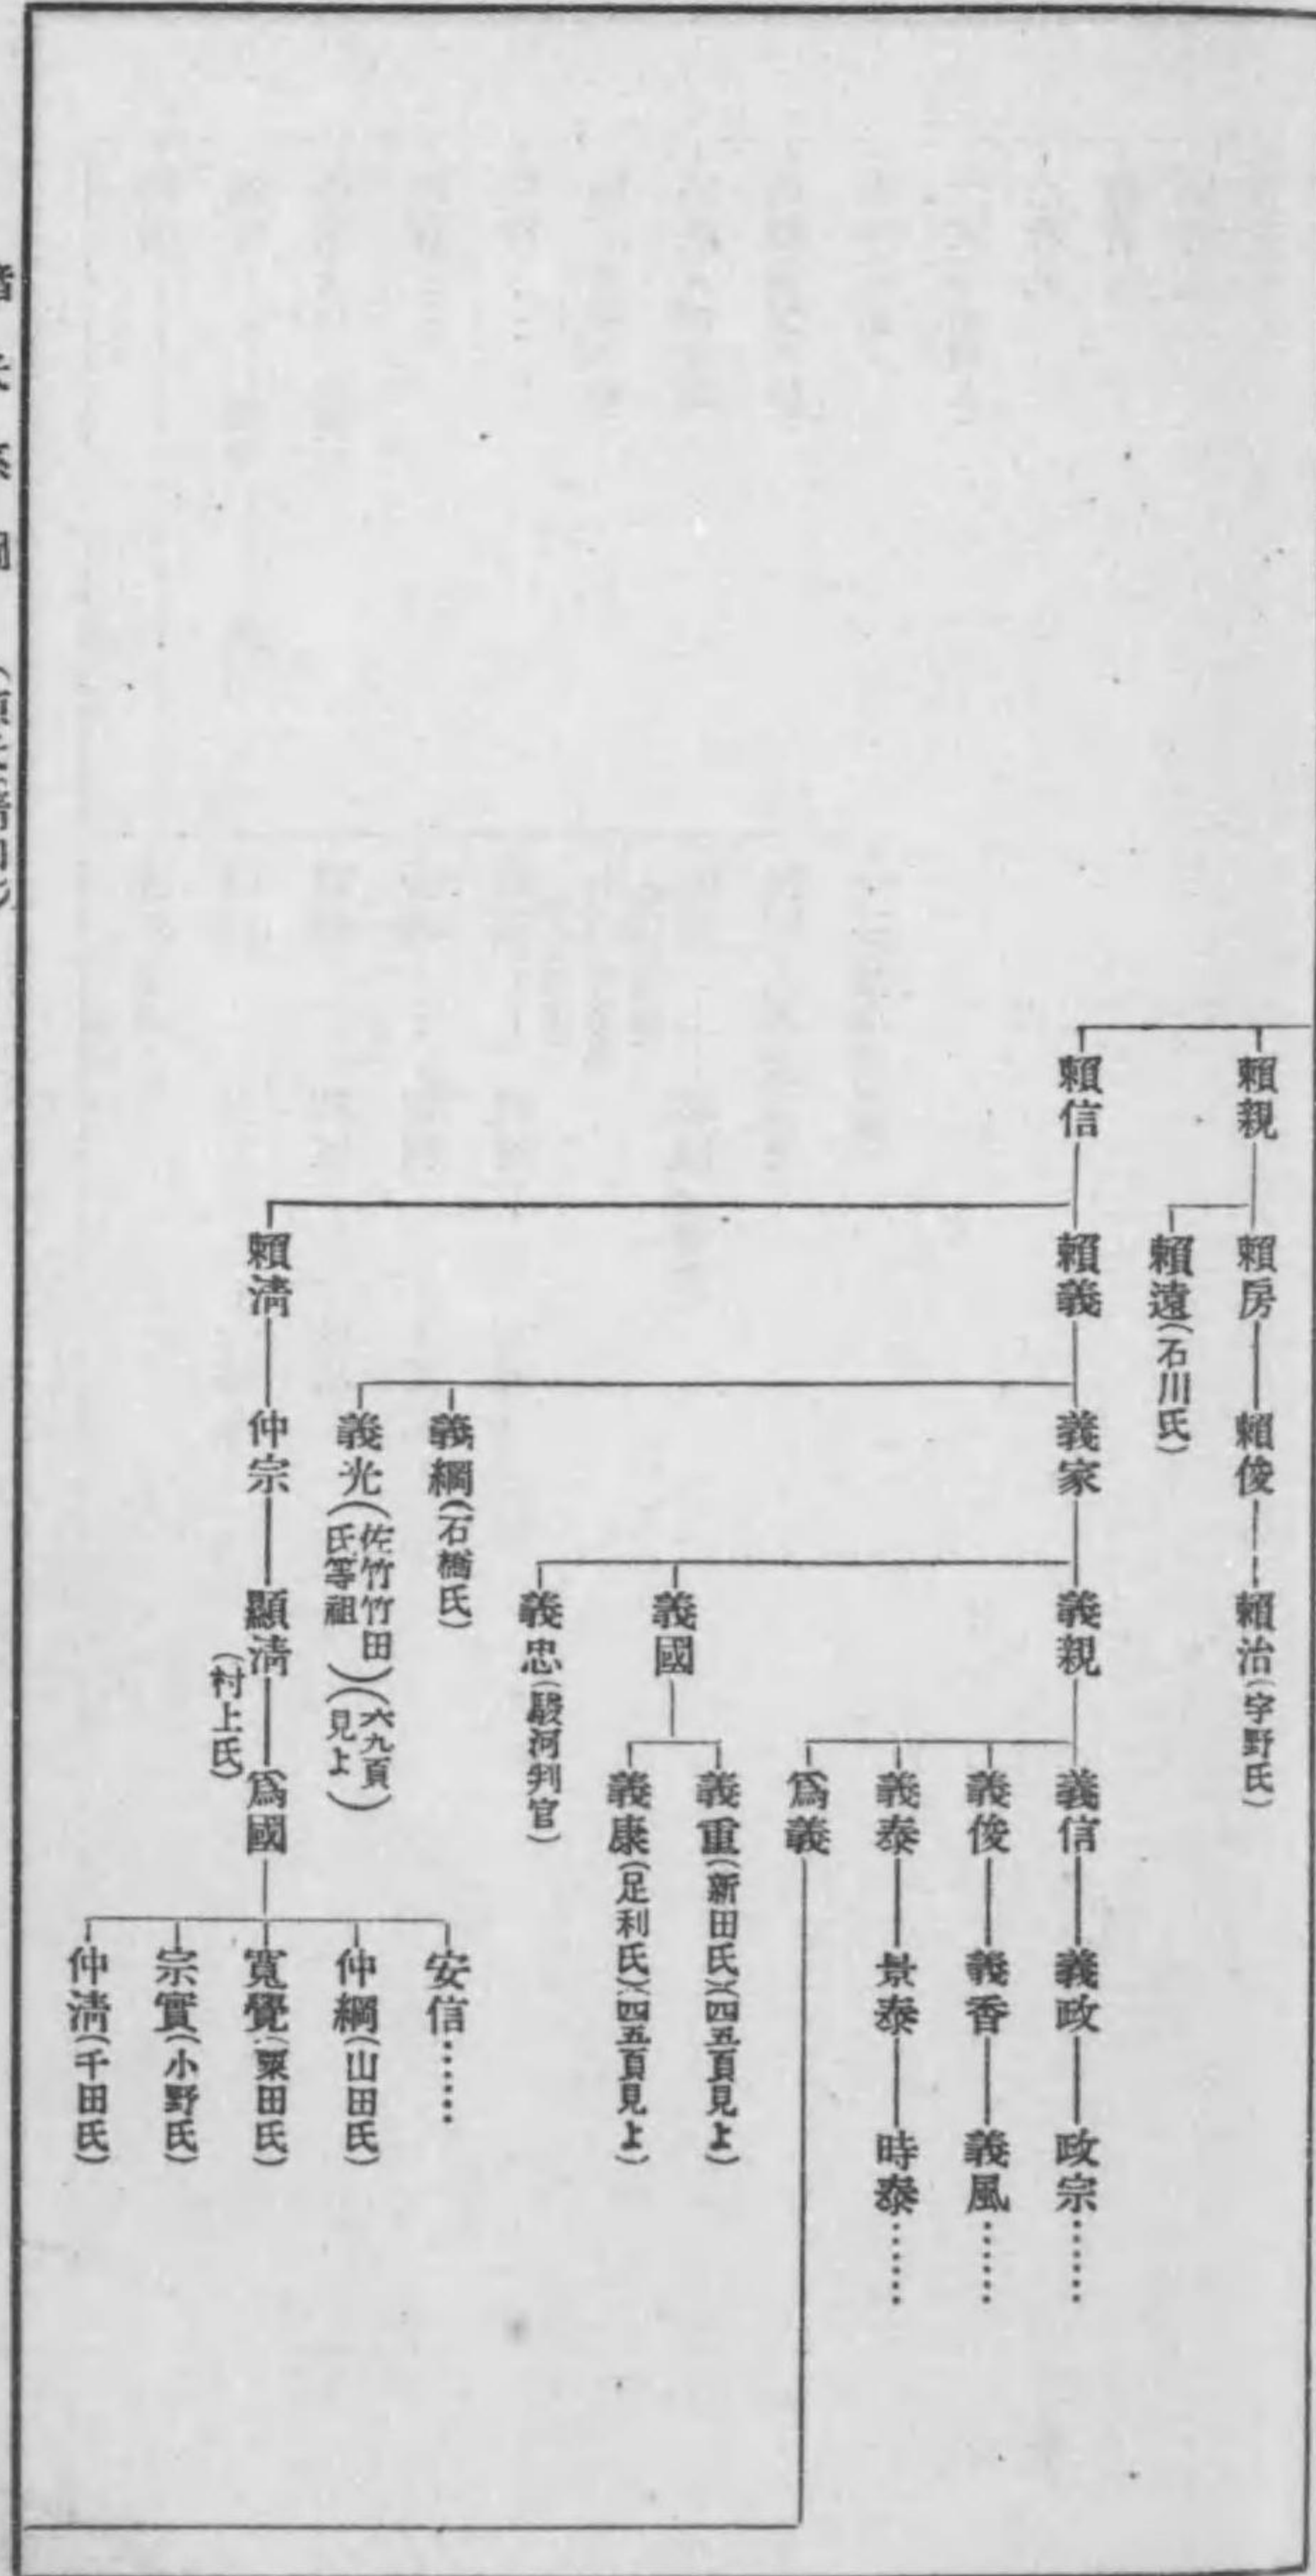 頼親
頼房
頼俊
頼治(宇野氏)
頼遠(石川氏)
頼信
頼義
義家
義親
義信
義政
政宗……
義俊
義香
義風……
義泰
景泰
時泰……
爲義
義國
義重(新田氏)(四五頁見よ)
義康(足利氏)(四五頁見よ)
義忠(駿河判官)
義綱(石橋氏)
義光(佐竹竹田氏等祖)(六九頁見よ)
頼淸
仲宗
顯淸(村上氏)
爲國
安信……
仲綱(山田氏)
寬覺(粟田氏)
宗實(小野氏)
仲淸(千田氏)